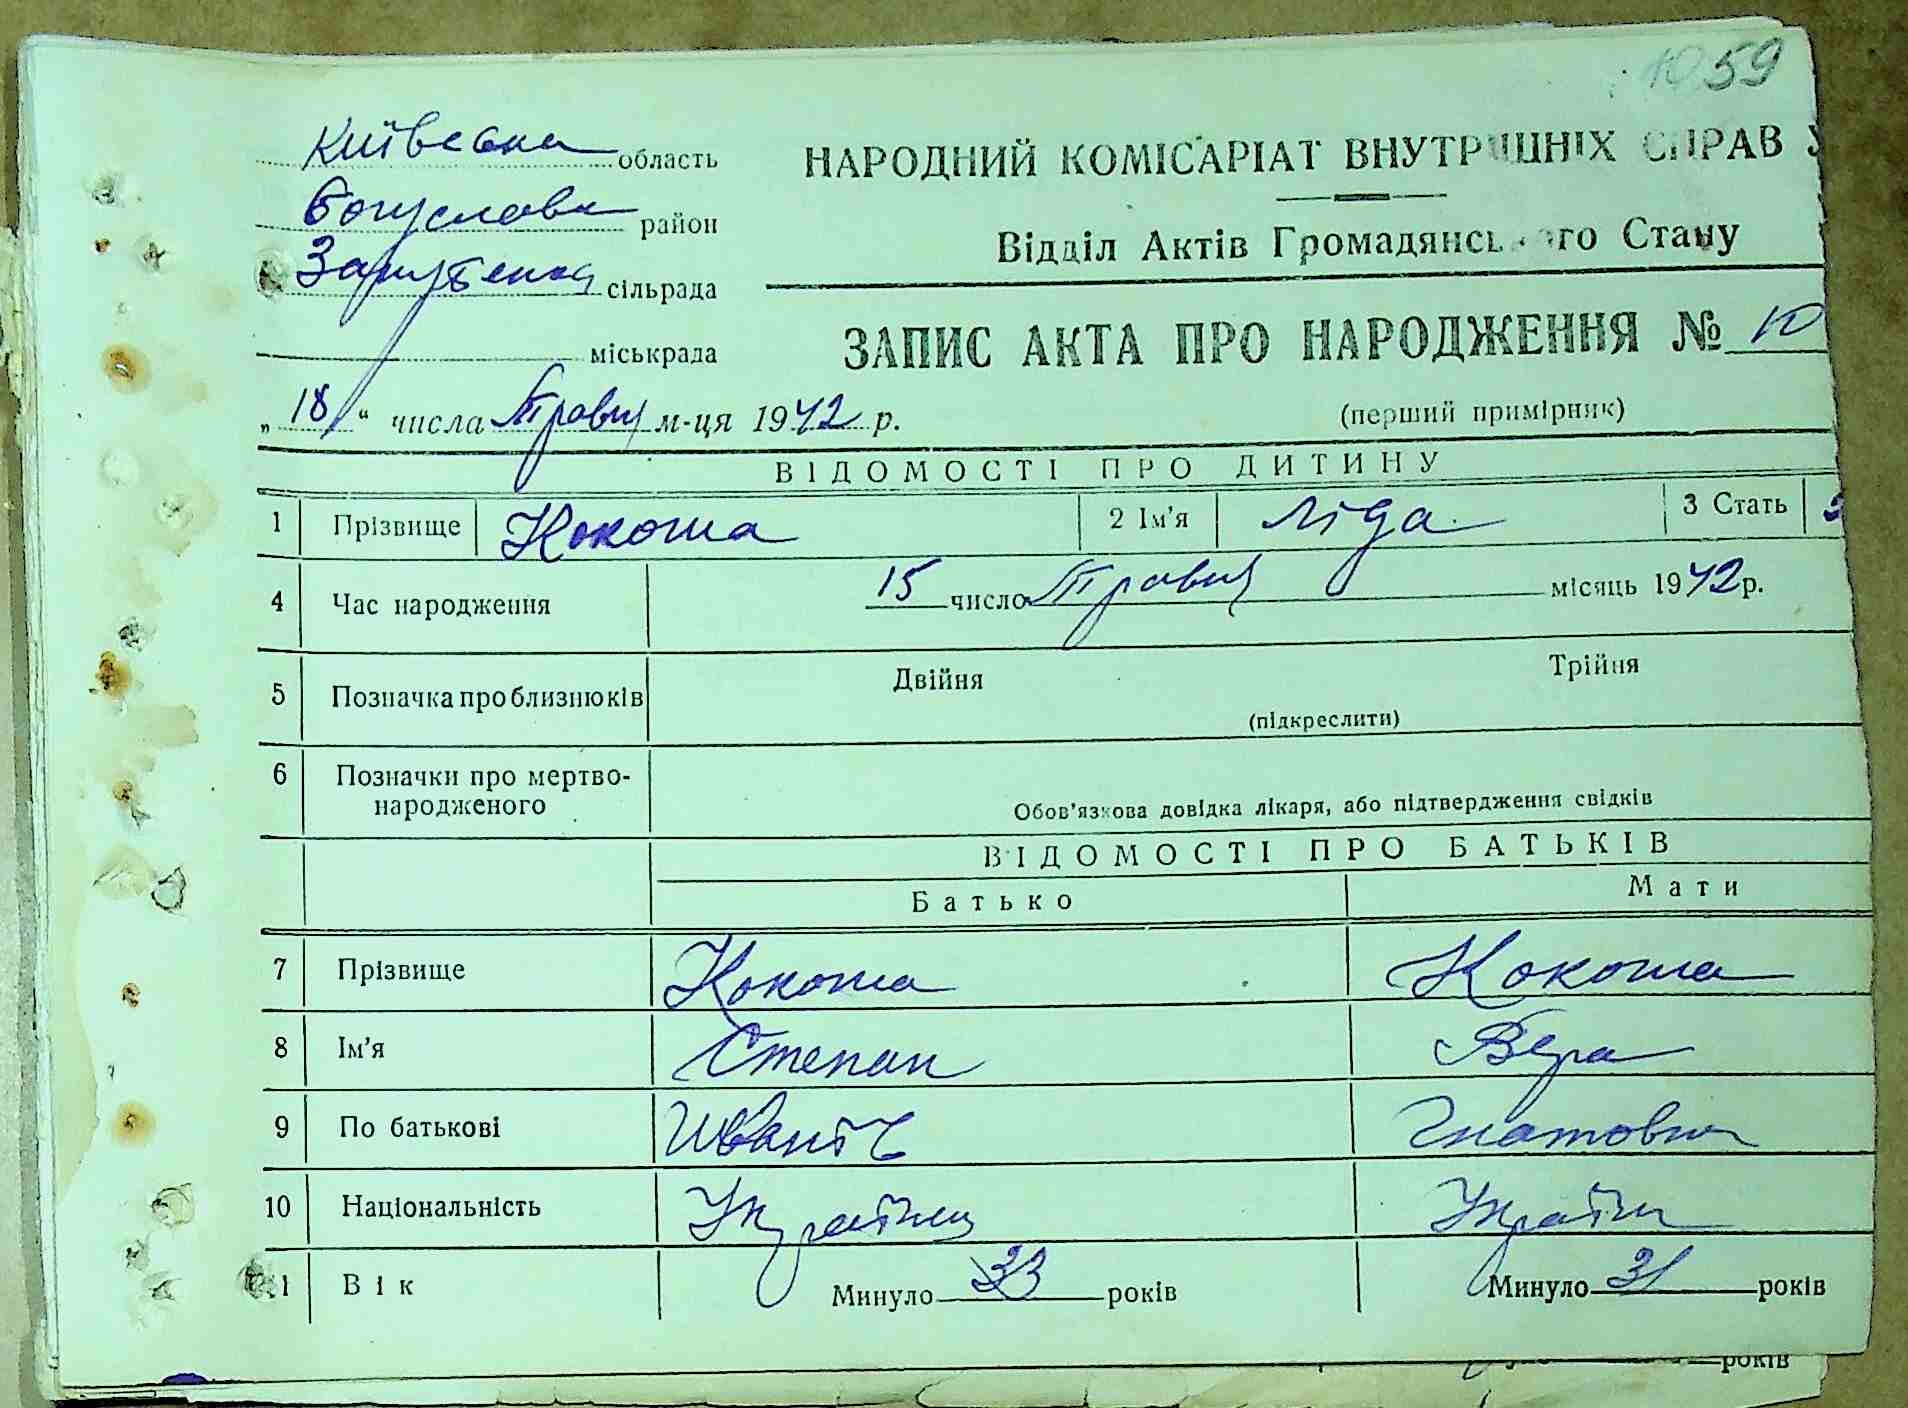 59
Київська область
НАРОДНИЙ КОМІСАРІАТ ВНУТРІШНІХ СПРАВ У
Богуслав район
Відділ Актів Громадянського Стану
сільрада
міськрада
ЗАПИС АКТА ПРО НАРОДЖЕННЯ № 10
„18“ числа Травня м-ця 1942 р.
(перший примірник)
ВІДОМОСТІ ПРО ДИТИНУ
1 Прізвище Кокоша 2 Ім'я Ліда 3 Стать
4 Час народження 15 число Травня місяць 1942 р.
5 Позначка про близнюків Двійня Трійня
(підкреслити)
6 Позначки про мертво-
народженого
Обов'язкова довідка лікаря, або підтвердження свідків
ВІДОМОСТІ ПРО БАТЬКІВ
Батько Мати
7 Прізвище Кокоша Кокоша
8 Ім'я Степан Вера
9 По батькові Гнатовна
10 Національність Українец Україн
11 Вік Минуло 33 років Минуло 31 років
років